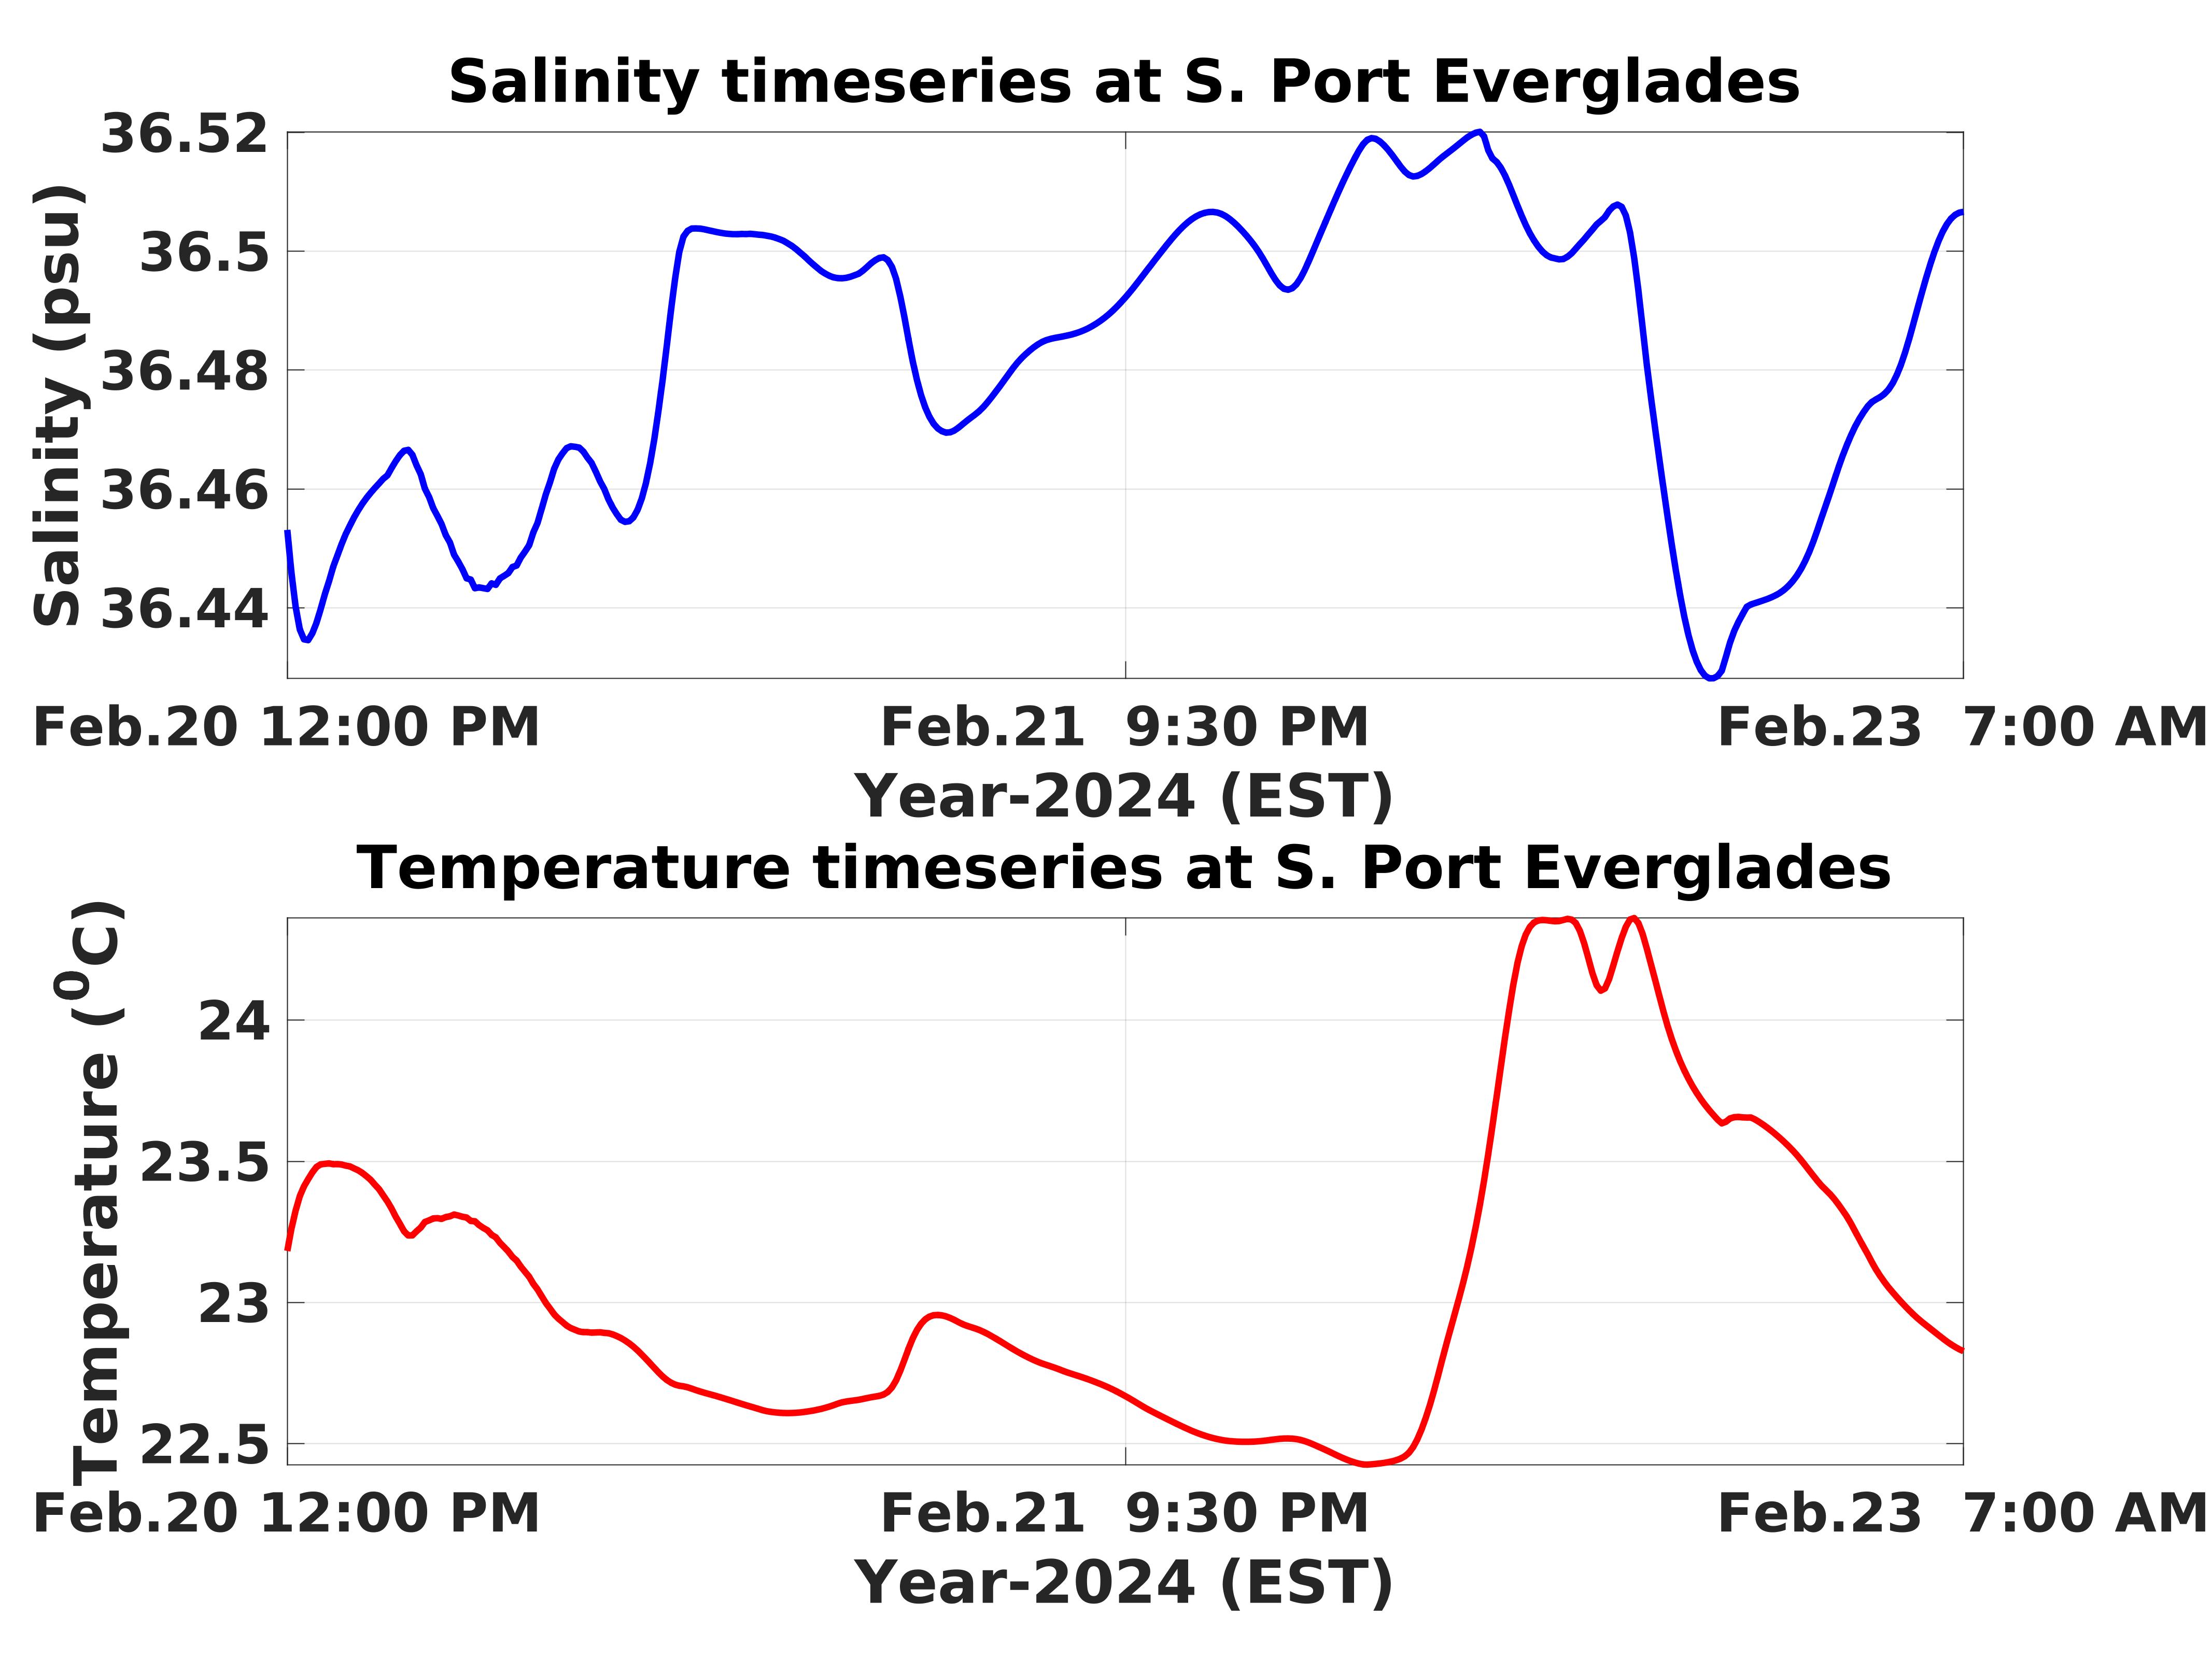 Salinity timeseries at S. Port Everglades
Salinity (psu)
36.52
36.5
36.48
36.46
36.44
Feb.20 12:00 PM
Feb.21 9:30 PM
Feb.23 7:00 AM
Year-2024 (EST)
Temperature timeseries at S. Port Everglades
Temperature (⁰C)
24
23.5
23
22.5
Feb.20 12:00 PM
Feb.21 9:30 PM
Feb.23 7:00 AM
Year-2024 (EST)